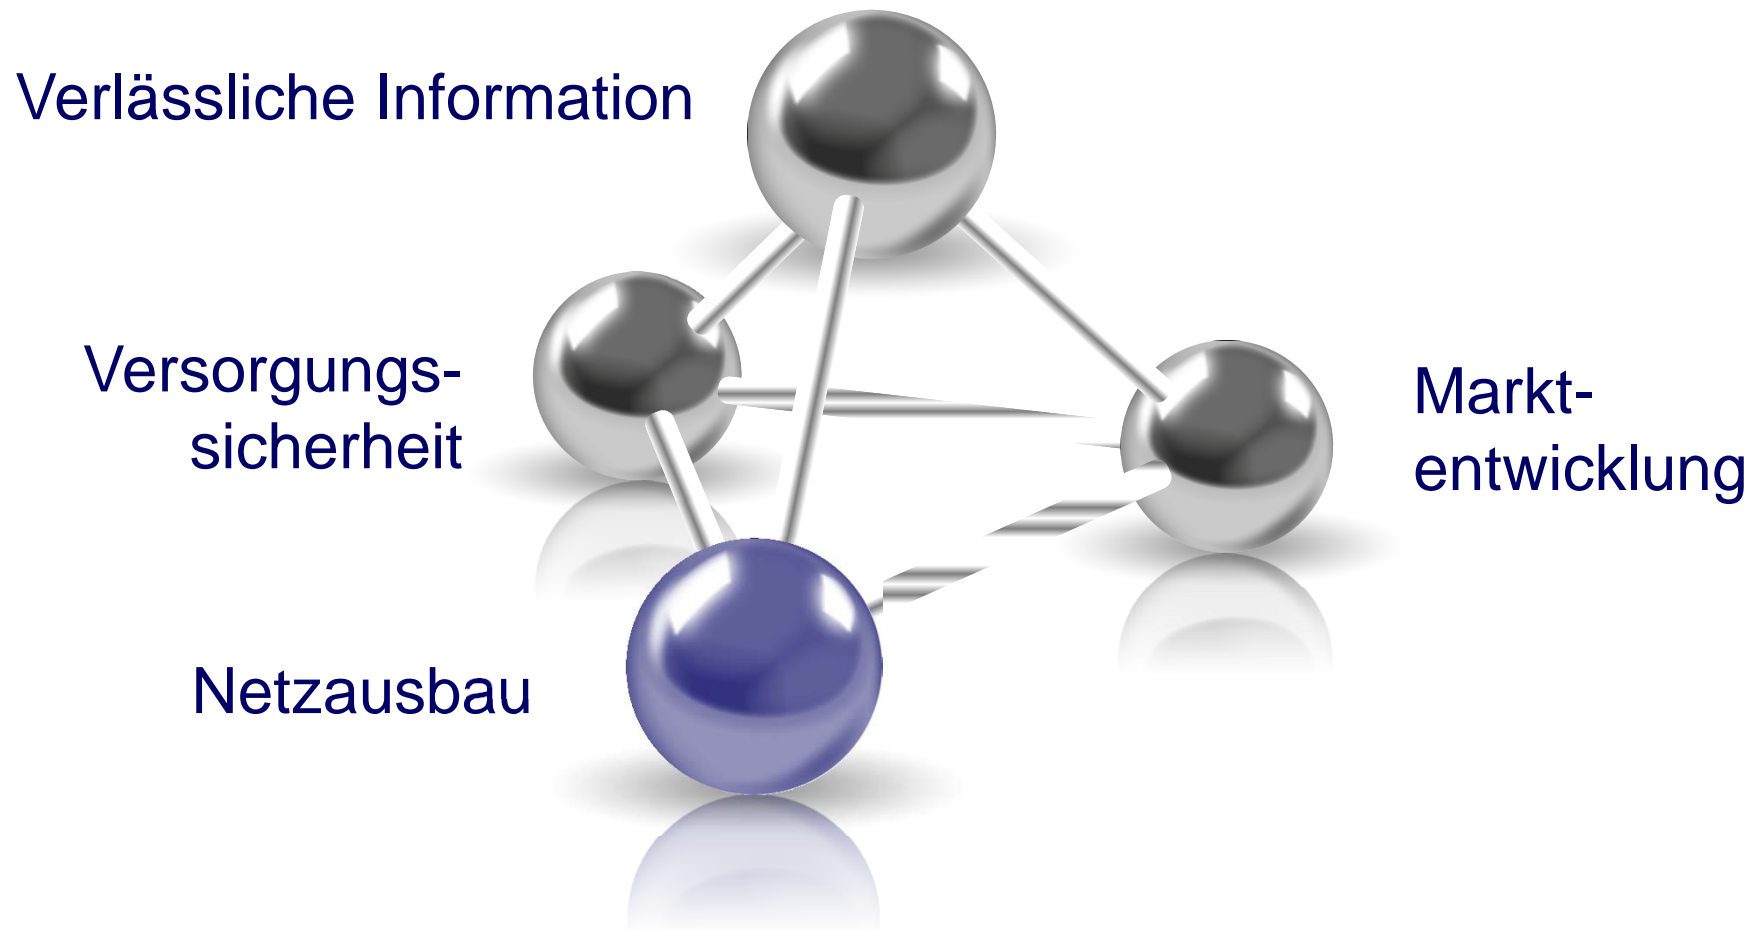 Verlässliche Information
Versorgungs-
sicherheit
Markt-
entwicklung
Netzausbau